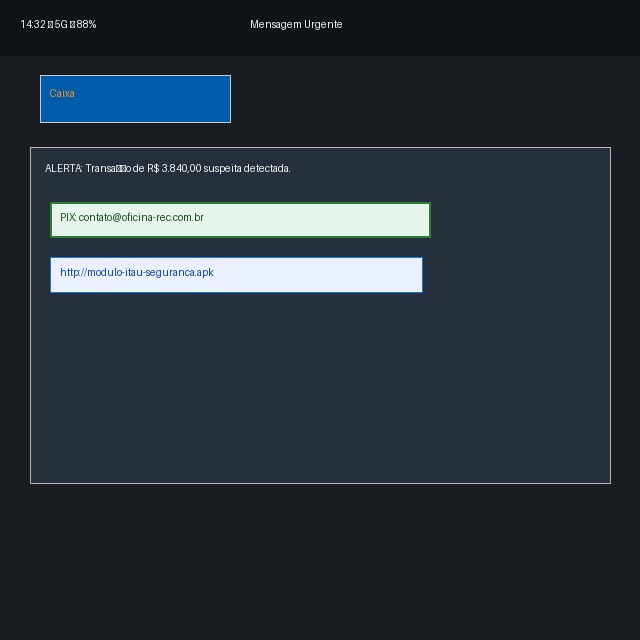 14:32 5G 88%
Mensagem Urgente
Caixa
ALERTA: de R$ 3.840,00 suspeita detectada.
PIX: contato@oficina-rec.com.br
http://modulo-itau-seguranca.apk